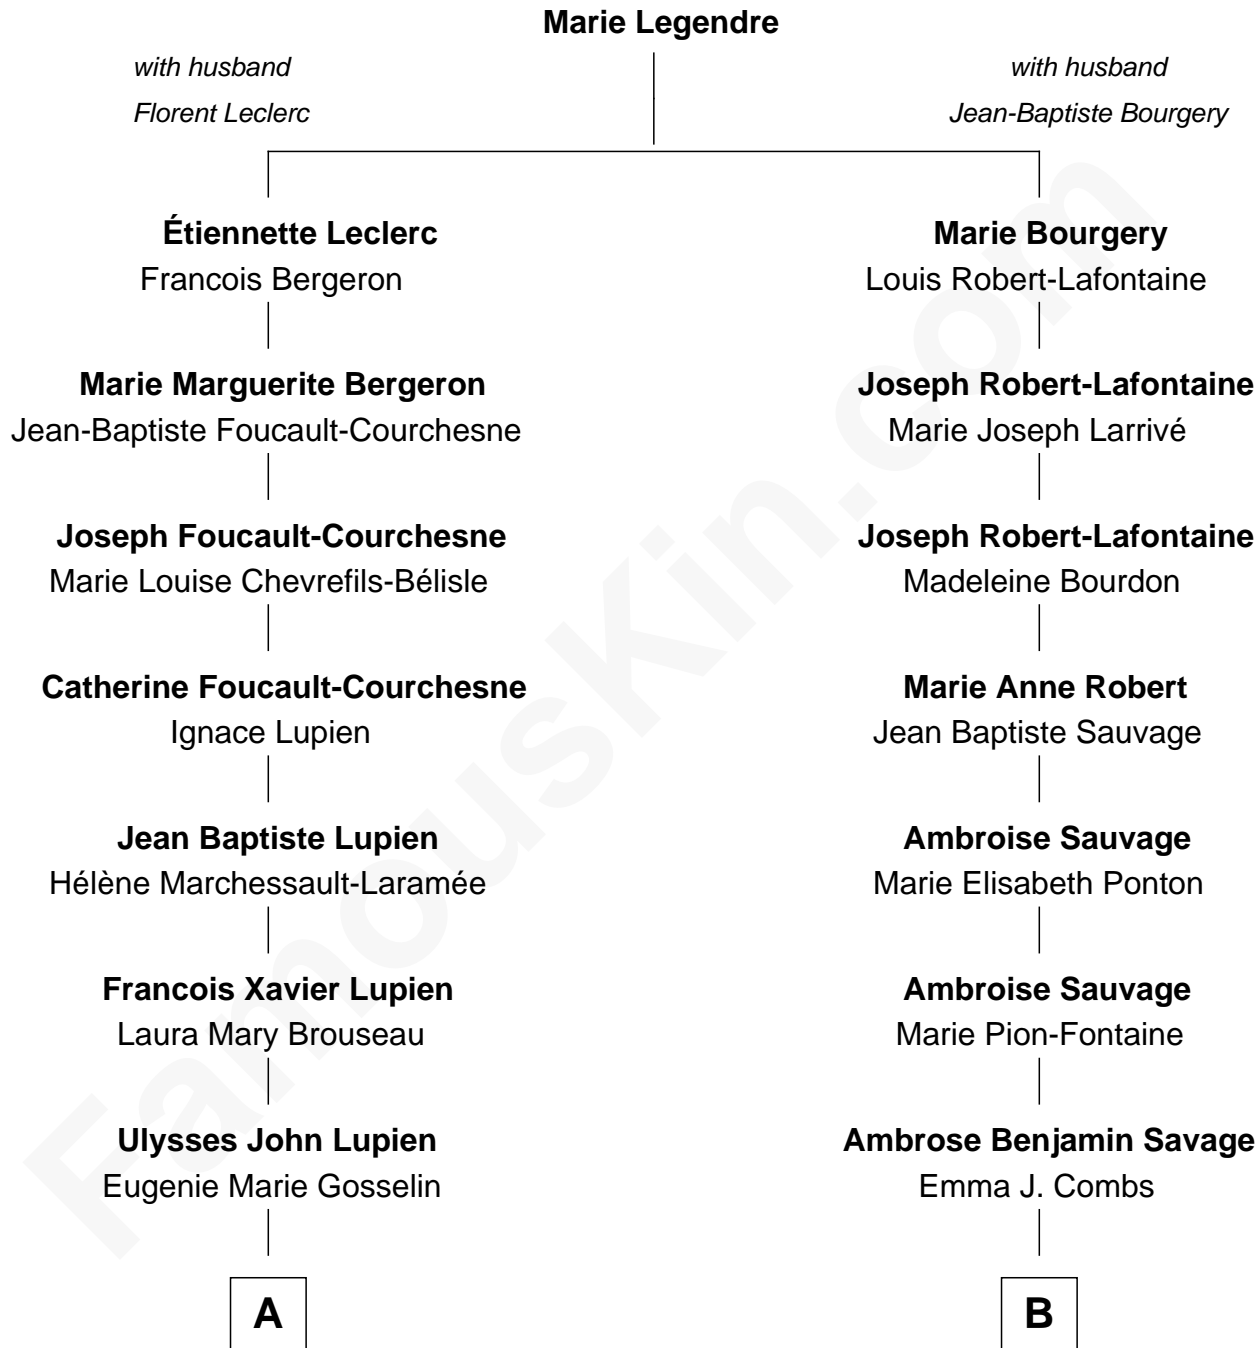 Marie Legendre
with husband
Florent Leclerc
with husband
Jean-Baptiste Bourgery
Étiennette Leclerc
Francois Bergeron
Marie Bourgery
Louis Robert-Lafontaine
Marie Marguerite Bergeron
Jean-Baptiste Foucault-Courchesne
Joseph Robert-Lafontaine
Marie Joseph Larrivé
Joseph Foucault-Courchesne
Marie Louise Chevrefils-Bélisle
Joseph Robert-Lafontaine
Madeleine Bourdon
Catherine Foucault-Courchesne
Ignace Lupien
Marie Anne Robert
Jean Baptiste Sauvage
Jean Baptiste Lupien
Hélène Marchessault-Laramée
Ambroise Sauvage
Marie Elisabeth Ponton
Francois Xavier Lupien
Laura Mary Brouseau
Ambroise Sauvage
Marie Pion-Fontaine
Ulysses John Lupien
Eugenie Marie Gosselin
Ambrose Benjamin Savage
Emma J. Combs
A
B
FamousKin.com